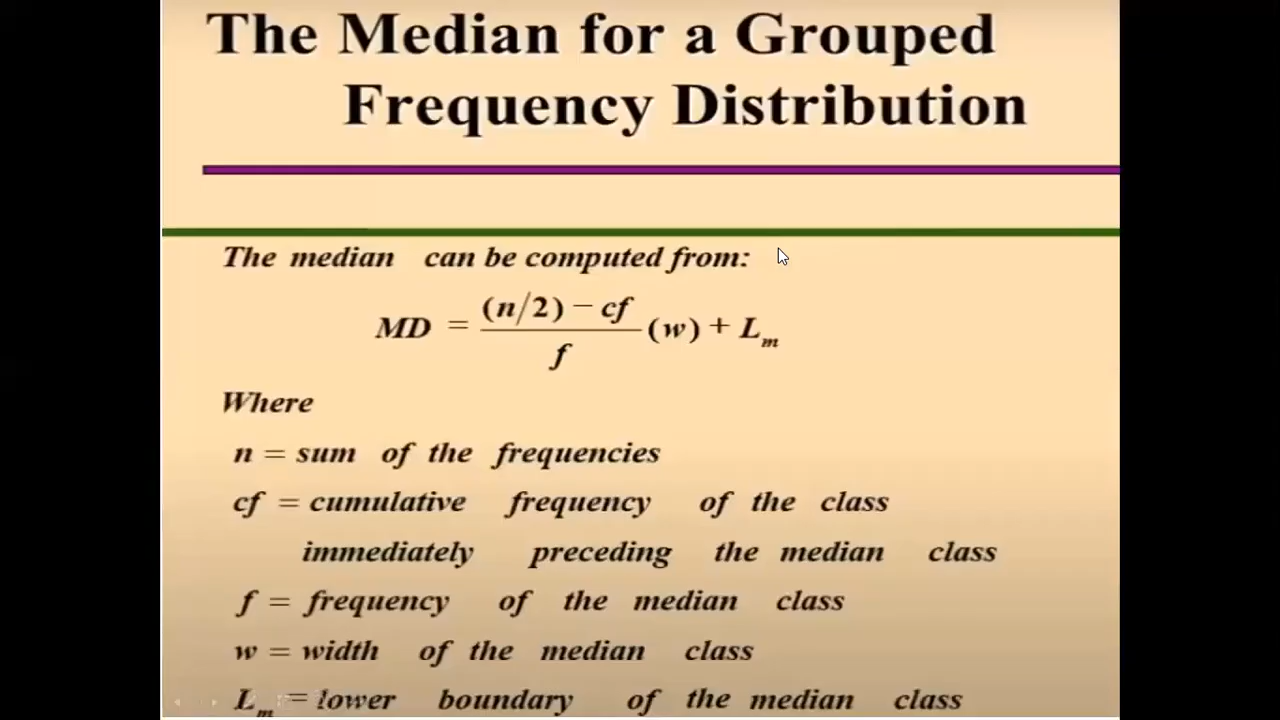 The Median for a Grouped
Frequency Distribution
The median can be computed from:
MD = (n/2) − cf / f (w) + Lm
Where
n = sum of the frequencies
cf = cumulative frequency of the class
immediately preceding the median class
f = frequency of the median class
w = width of the median class
Lm = lower boundary of the median class